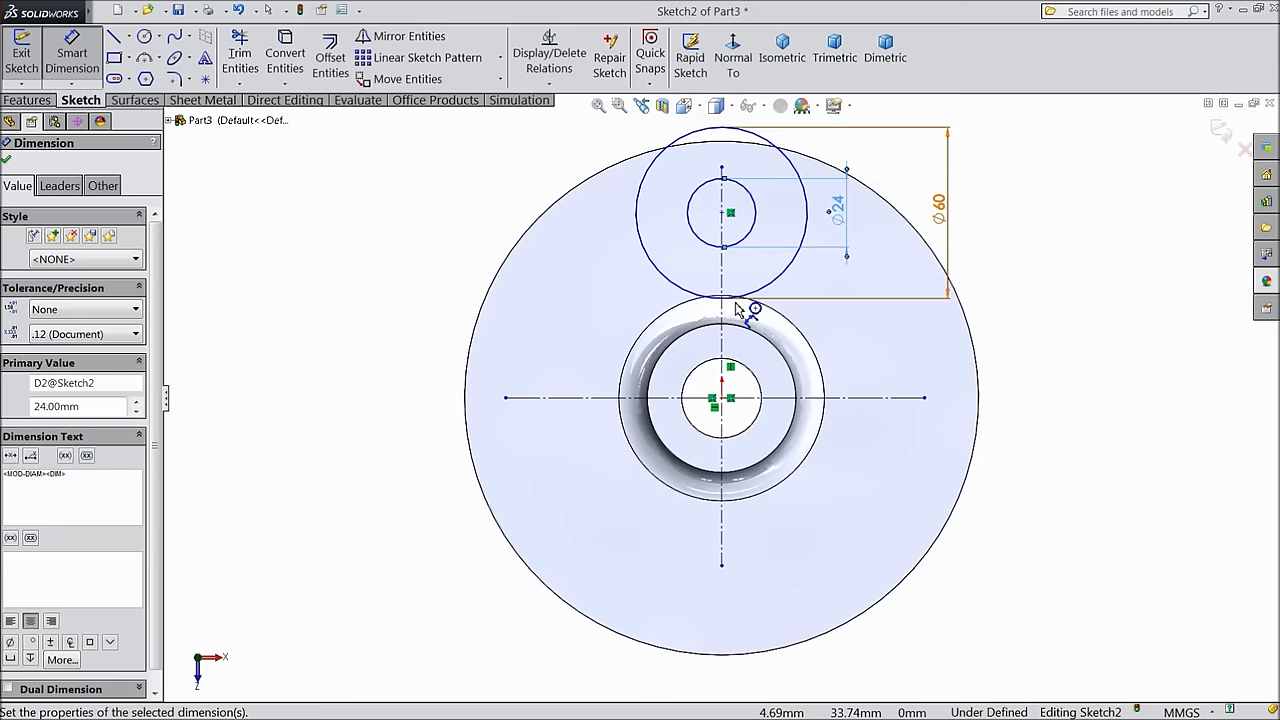 SOLIDWORKS
Sketch2 of Part3 *
Search files and models
Exit Sketch
Smart Dimension
Trim Entities
Convert Entities
Offset Entities
Mirror Entities
Linear Sketch Pattern
Move Entities
Display/Delete Relations
Repair Sketch
Quick Snaps
Rapid Sketch
Normal To
Isometric
Trimetric
Dimetric
Features
Sketch
Surfaces
Sheet Metal
Direct Editing
Evaluate
Office Products
Simulation
Part3 (Default<<Def...
Dimension
Value
Leaders
Other
Style
<NONE>
Tolerance/Precision
None
.12 (Document)
Primary Value
D2@Sketch2
24.00mm
Dimension Text
<MOD-DIAM><DIM>
More...
Dual Dimension
∅24
∅60
X
Z
Set the properties of the selected dimension(s).
4.69mm
33.74mm
0mm
Under Defined
Editing Sketch2
MMGS